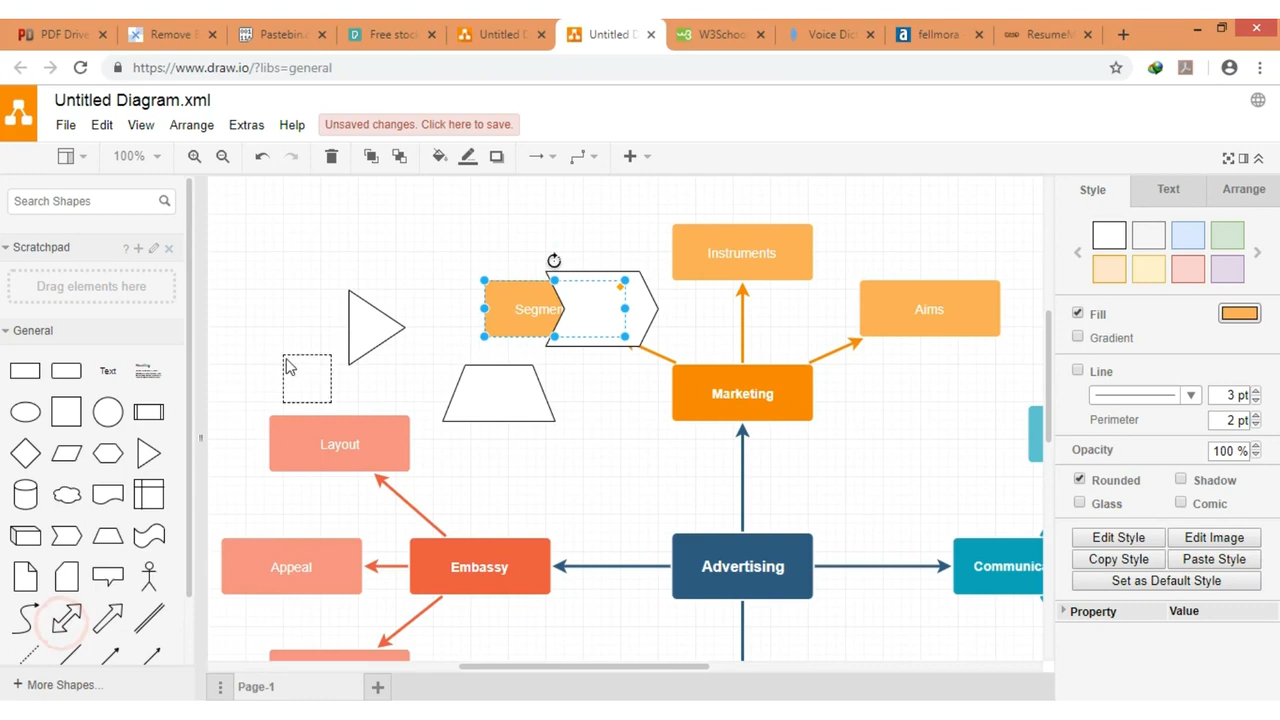 PDF Drive
Remove B
Pastebin.
Free stoc
Untitled D
Untitled D
W3Schoo
Voice Dic
fellmora
ResumeM
https://www.draw.io/?libs=general
Untitled Diagram.xml
File Edit View Arrange Extras Help Unsaved changes. Click here to save.
100%
Search Shapes
Scratchpad
Drag elements here
General
Text
Heading
More Shapes...
Instruments
Segmen
Aims
Marketing
Layout
Appeal
Embassy
Advertising
Communica
Page-1
Style Text Arrange
Fill
Gradient
Line
3 pt
Perimeter 2 pt
Opacity 100 %
Rounded Shadow
Glass Comic
Edit Style Edit Image
Copy Style Paste Style
Set as Default Style
Property Value